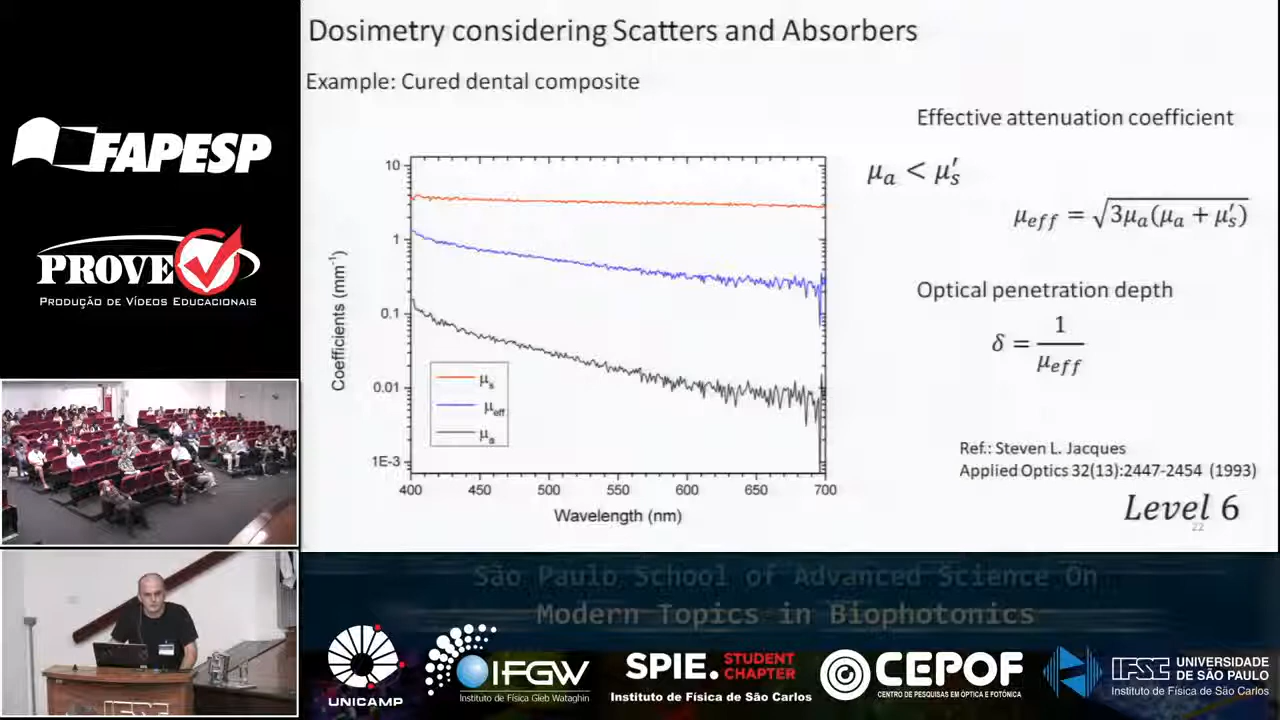 Dosimetry considering Scatters and Absorbers
Example: Cured dental composite
Effective attenuation coefficient
μₐ < μ′ₛ
μ_eff = √3μₐ(μₐ + μ′ₛ)
Optical penetration depth
δ = 1/μ_eff
Ref.: Steven L. Jacques
Applied Optics 32(13):2447-2454 (1993)
Level 6
22
Coefficients (mm⁻¹)
10
1
0.1
0.01
1E-3
μₛ
μ_eff
μₐ
400 450 500 550 600 650 700
Wavelength (nm)
FAPESP
PROVE
PRODUÇÃO DE VÍDEOS EDUCACIONAIS
São Paulo School of Advanced Science On
Modern Topics in Biophotonics
UNICAMP
IFGW
Instituto de Física Gleb Wataghin
SPIE. STUDENT
CHAPTER
Instituto de Física de São Carlos
CEPOF
CENTRO DE PESQUISAS EM ÓPTICA E FOTÔNICA
IFSC
UNIVERSIDADE
DE SÃO PAULO
Instituto de Física de São Carlos